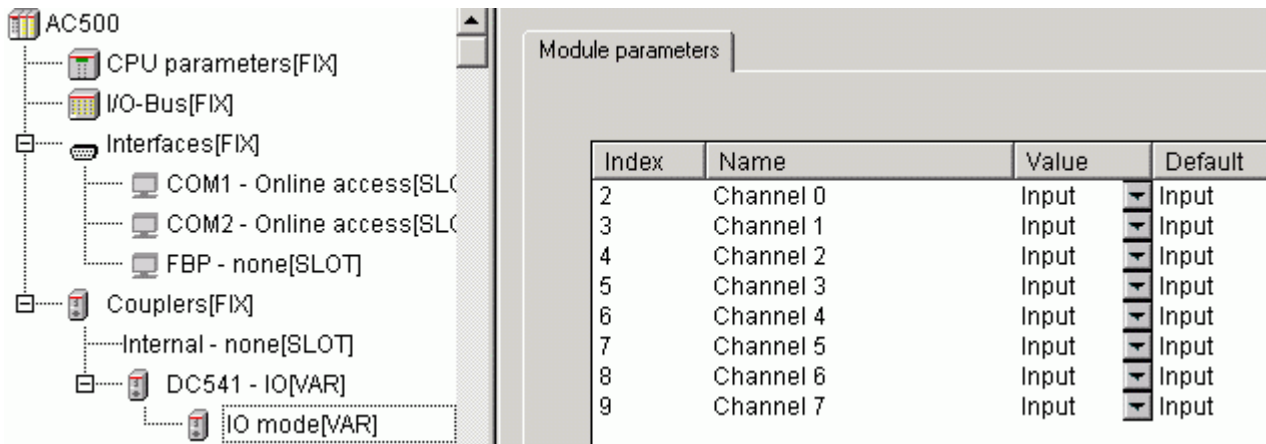 AC500
CPU parameters[FIX]
I/O-Bus[FIX]
Interfaces[FIX]
COM1 - Online access[SL
COM2 - Online access[SL
FBP - none[SLOT]
Couplers[FIX]
Internal - none[SLOT]
DC541 - IO[VAR]
IO mode[VAR]
Module parameters
Index Name Value Default
2 Channel 0 Input Input
3 Channel 1 Input Input
4 Channel 2 Input Input
5 Channel 3 Input Input
6 Channel 4 Input Input
7 Channel 5 Input Input
8 Channel 6 Input Input
9 Channel 7 Input Input